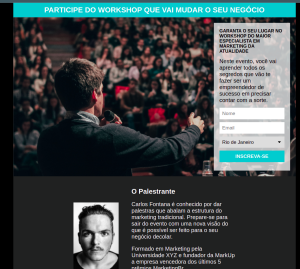 PARTICIPE DO WORKSHOP QUE VAI MUDAR O SEU NEGÓCIO
GARANTA O SEU LUGAR NO
WORKSHOP DO MAIOR
ESPECIALISTA EM
MARKETING DA
ATUALIDADE
Neste evento, você vai
aprender todos os
segredos que vão te
fazer ser um
empreendedor de
sucesso em precisar
contar com a sorte.
Nome
Email
Rio de Janeiro
INSCREVA-SE
O Palestrante
Carlos Fontana é conhecido por dar
palestras que abalam a estrutura do
marketing tradicional. Prepare-se para
sair do evento com uma nova visão do
que é possível ser feito para o seu
negócio decolar.
Formado em Marketing pela
Universidade XYZ e fundador da MarkUp
a empresa vencedora dos últimos 5
prêmios MarketingBr.